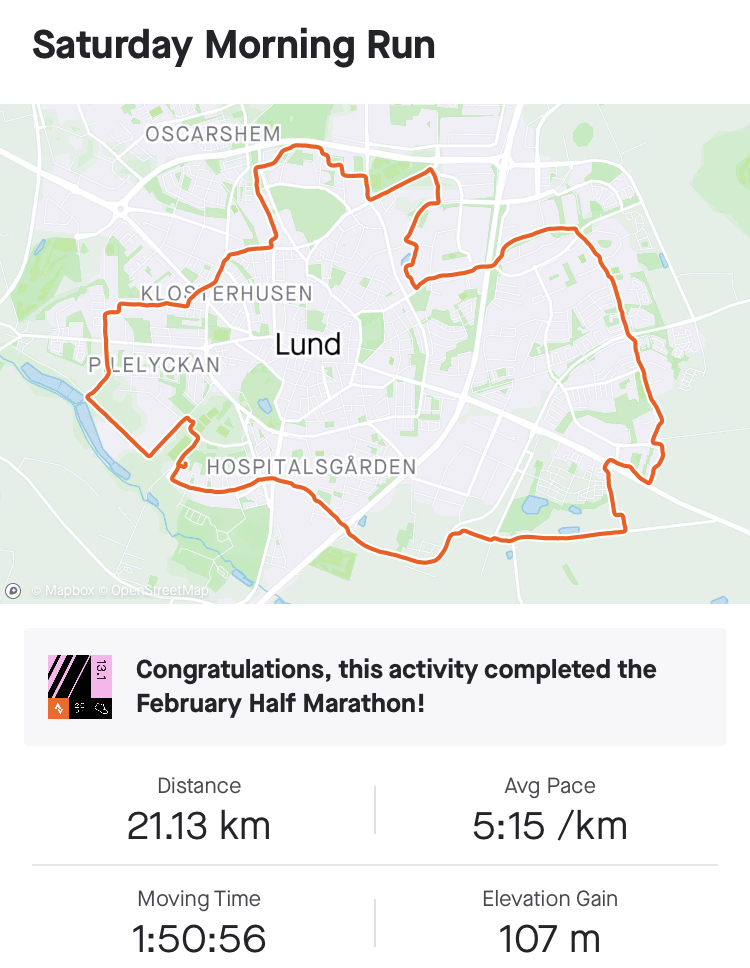 Saturday Morning Run
OSCARSHEM
KLOSTERHUSEN
Lund
PILELYCKAN
HOSPITALSGÅRDEN
© Mapbox © OpenStreetMap
13.1
Congratulations, this activity completed the
February Half Marathon!
Distance
Avg Pace
21.13 km
5:15 /km
Moving Time
Elevation Gain
1:50:56
107 m